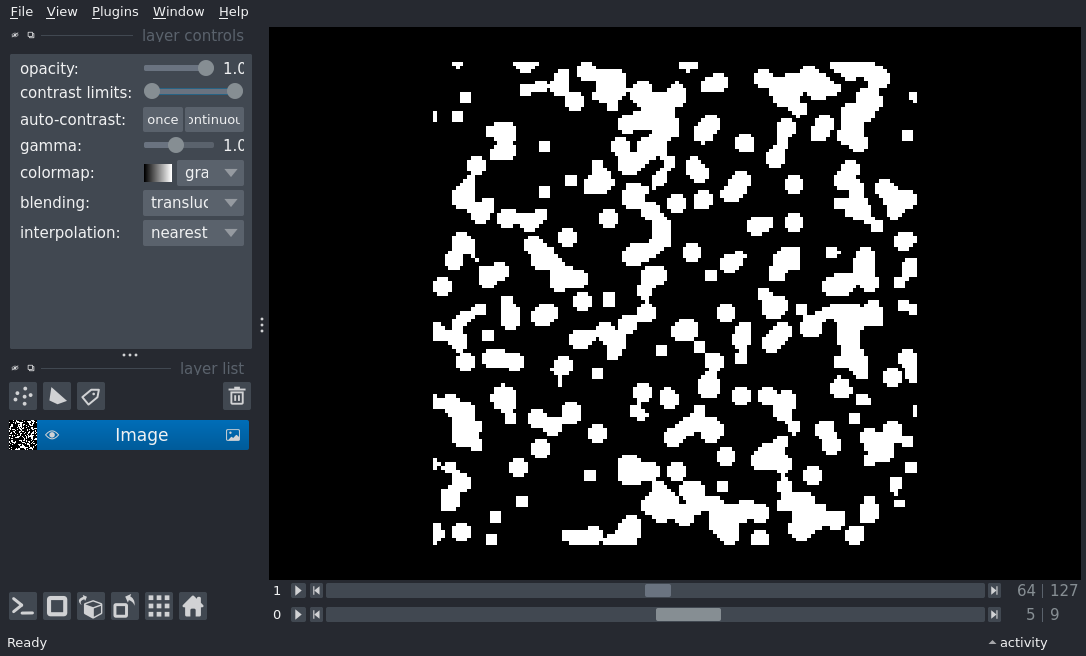 File View Plugins Window Help
layer controls
opacity: 1.0
contrast limits:
auto-contrast: once ontinuou
gamma: 1.0
colormap: gra
blending: transluc
interpolation: nearest
layer list
Image
1 64 | 127
0 5 | 9
Ready activity